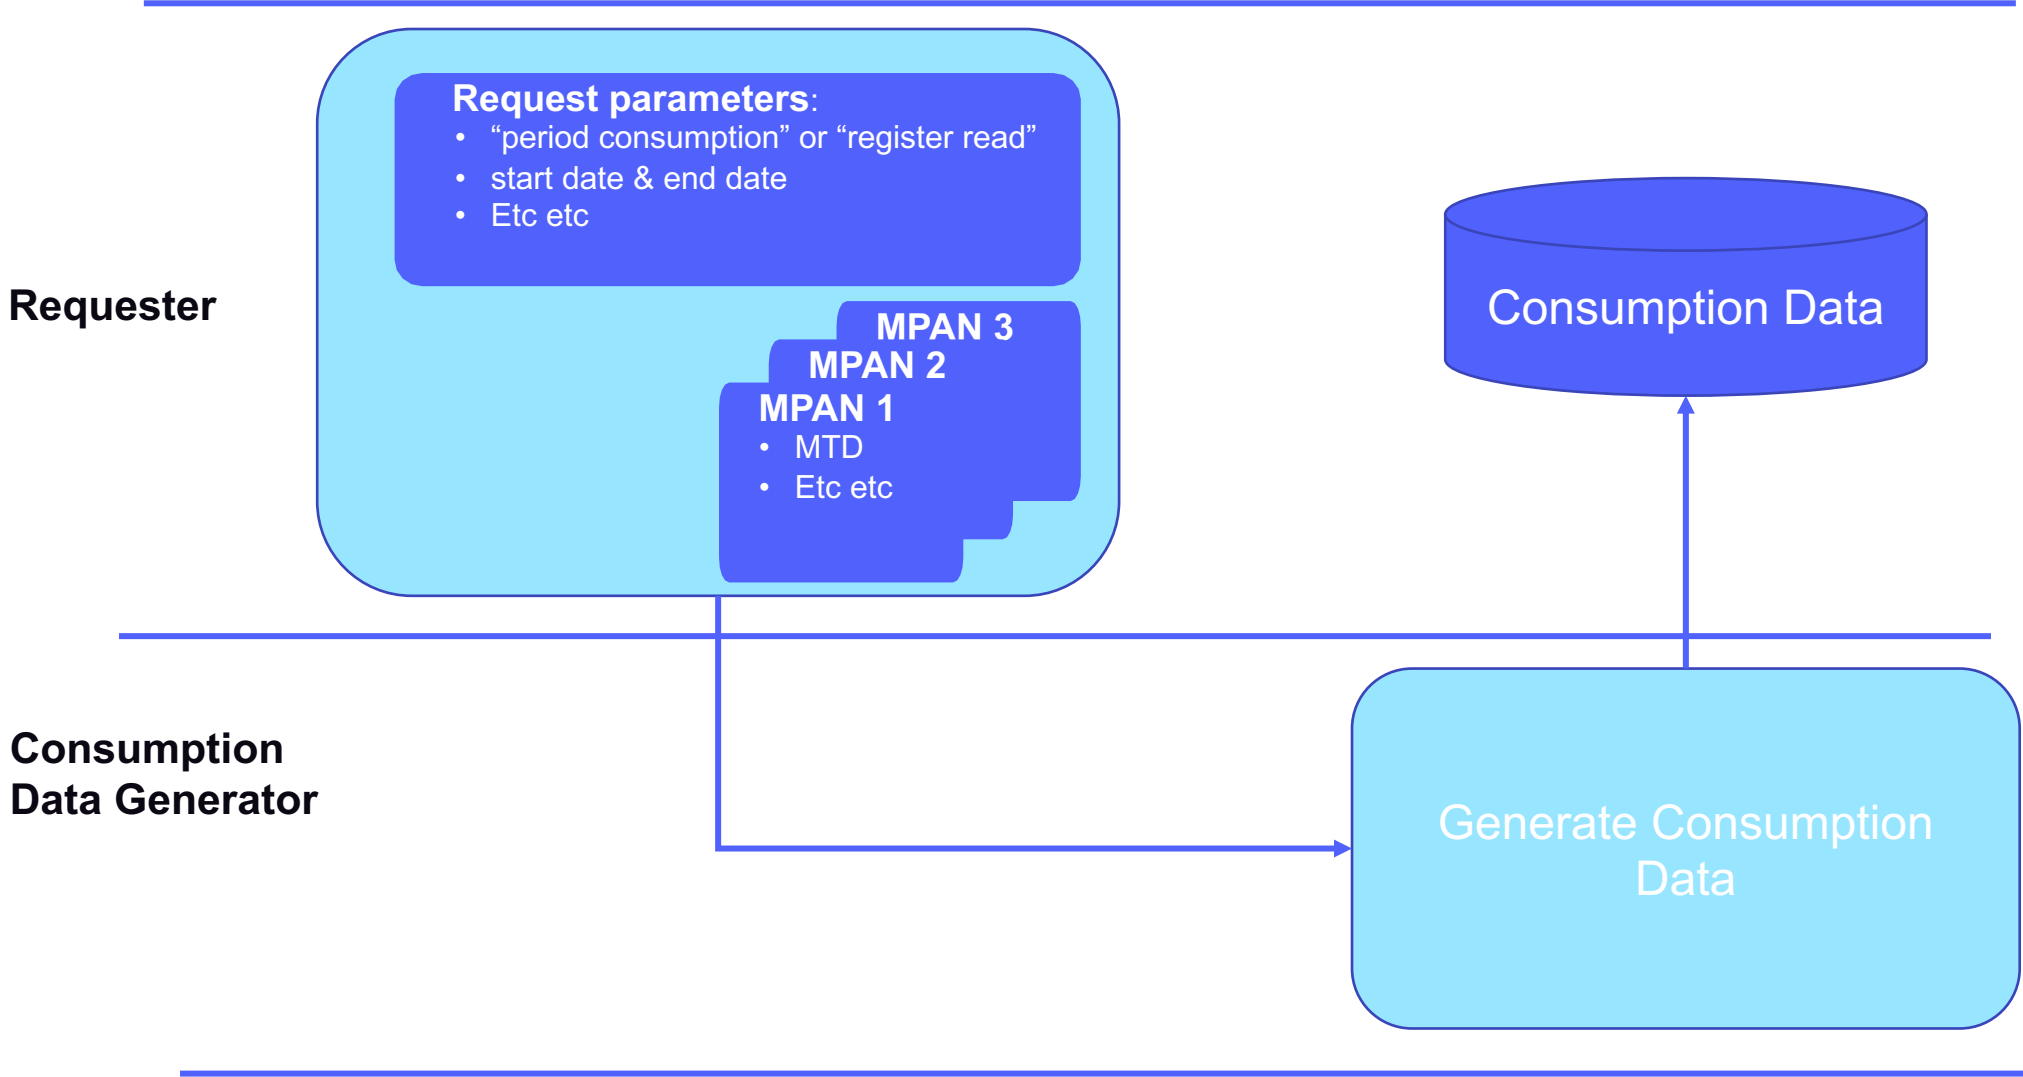 Request parameters:
• “period consumption” or “register read”
• start date & end date
• Etc etc
Requester
MPAN 3
MPAN 2
MPAN 1
• MTD
• Etc etc
Consumption Data
Consumption
Data Generator
Generate Consumption
Data